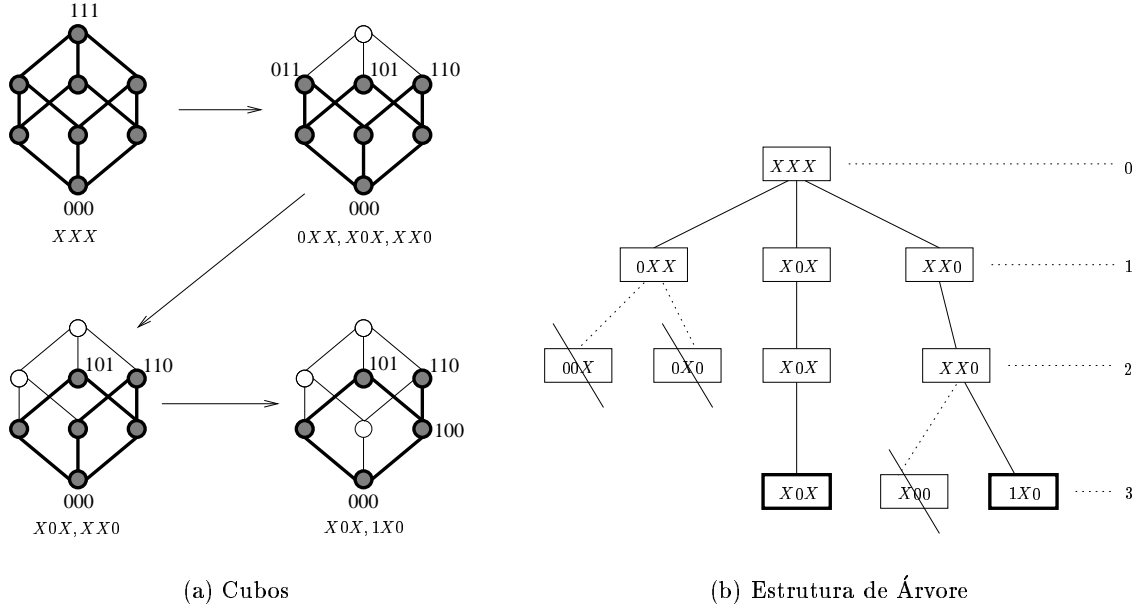 111
000
XXX
011
101
110
000
0XX, X0X, XX0
101
110
000
X0X, XX0
101
110
100
000
X0X, 1X0
(a) Cubos
XXX
0
0XX
X0X
XX0
1
00X
0X0
X0X
XX0
2
X0X
X00
1X0
3
(b) Estrutura de Árvore